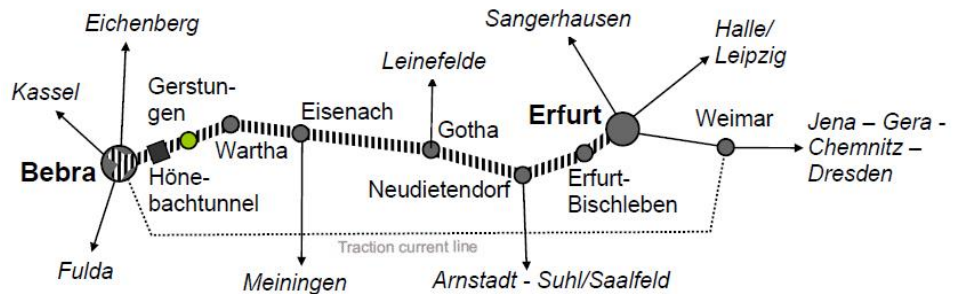 Eichenberg
Sangerhausen
Halle/
Leipzig
Leinefelde
Kassel
Gerstun-
gen
Eisenach
Erfurt
Weimar
Gotha
Jena – Gera -
Chemnitz –
Dresden
Wartha
Bebra
Höne-
bachtunnel
Neudietendorf
Erfurt-
Bischleben
Traction current line
Fulda
Meiningen
Arnstadt - Suhl/Saalfeld